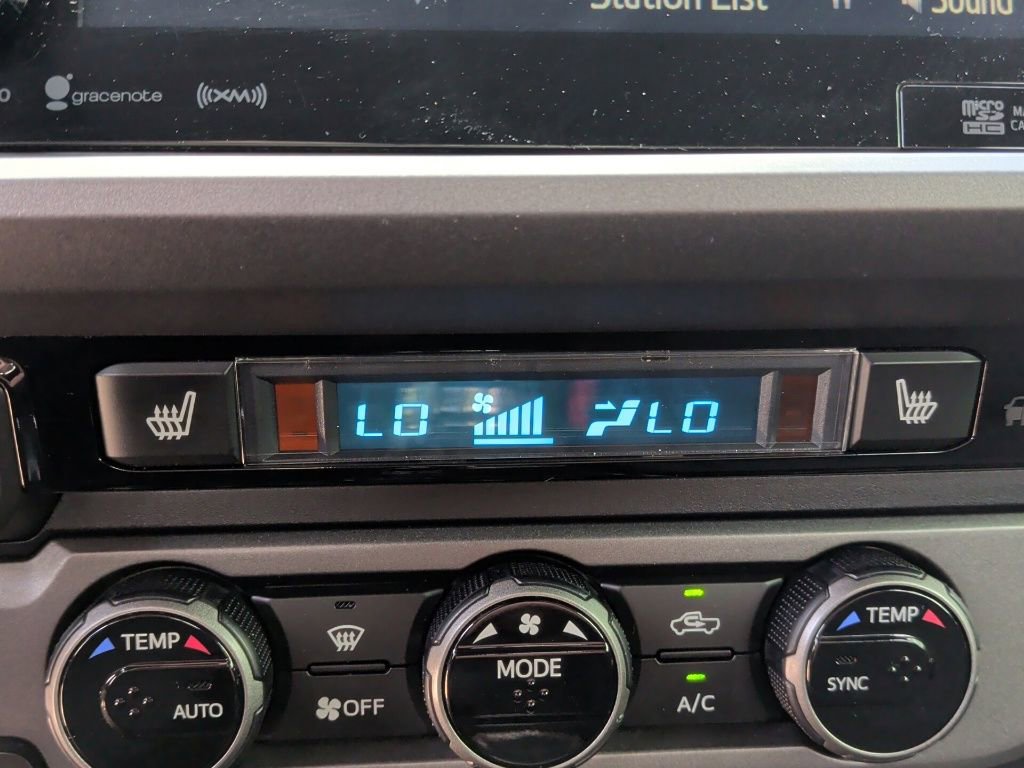 Station List
Sound
gracenote
((XM))
micro
SD
HC
LO
LO
TEMP
AUTO
OFF
MODE
A/C
TEMP
SYNC